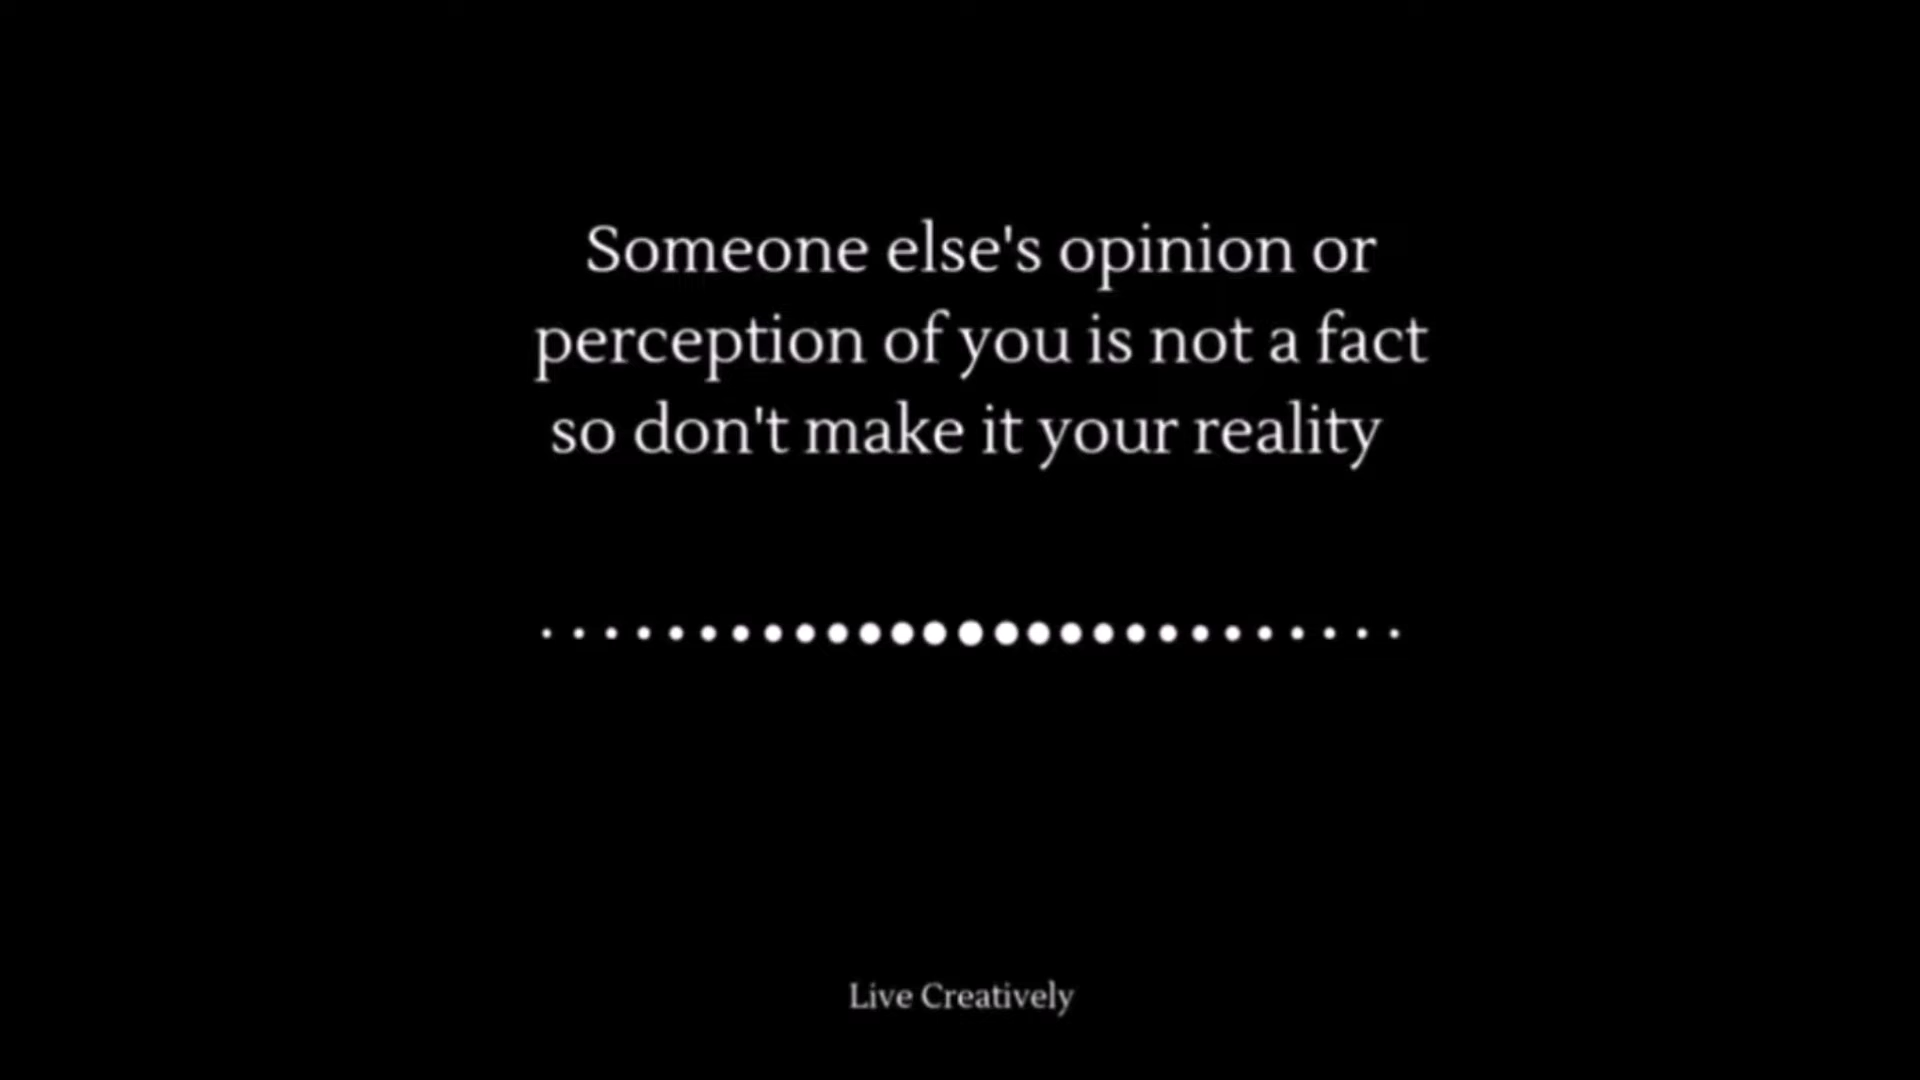 Someone else's opinion or
perception of you is not a fact
so don't make it your reality
Live Creatively